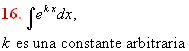 16. ∫e^{kx}dx,
k es una constante arbitraria